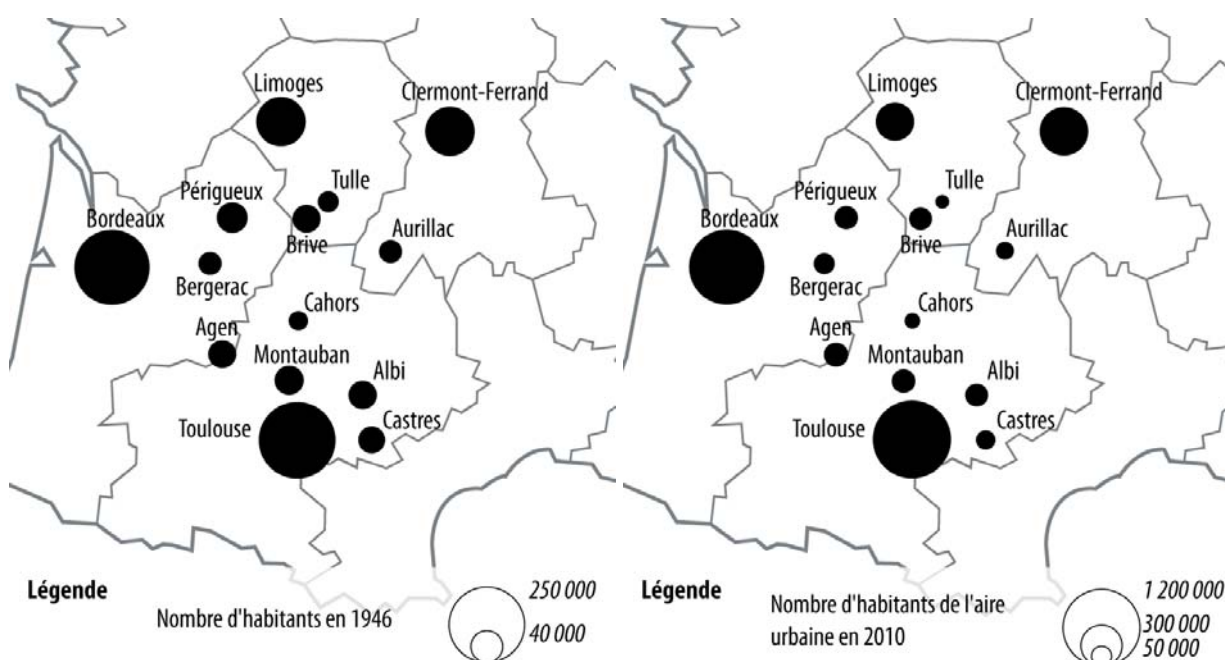 Limoges
Clermont-Ferrand
Tulle
Périgueux
Bordeaux
Brive
Aurillac
Bergerac
Cahors
Agen
Montauban
Albi
Toulouse
Castres
Légende
250 000
Nombre d'habitants en 1946
40 000
Limoges
Clermont-Ferrand
Tulle
Périgueux
Bordeaux
Brive
Aurillac
Bergerac
Cahors
Agen
Montauban
Albi
Toulouse
Castres
Légende
1 200 000
Nombre d'habitants de l'aire
urbaine en 2010
300 000
50 000